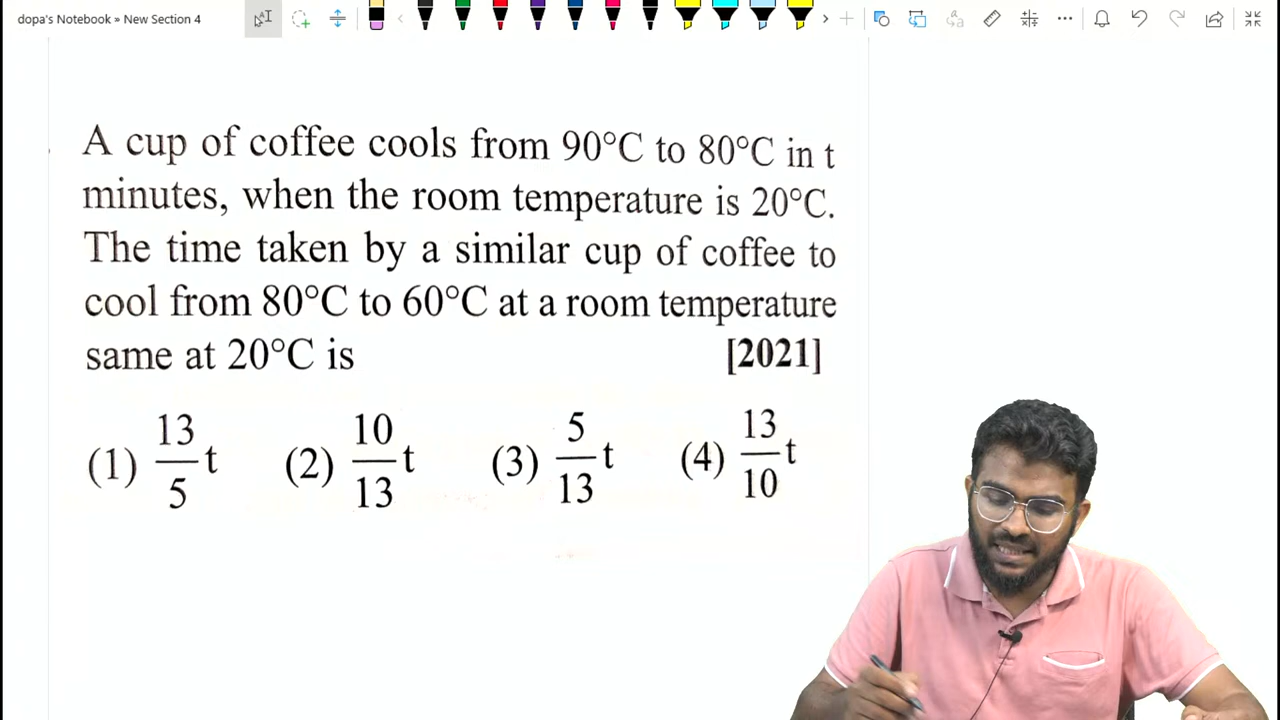 dopa's Notebook » New Section 4
A cup of coffee cools from 90°C to 80°C in t
minutes, when the room temperature is 20°C.
The time taken by a similar cup of coffee to
cool from 80°C to 60°C at a room temperature
same at 20°C is [2021]
(1) 13/5 t (2) 10/13 t (3) 5/13 t (4) 13/10 t